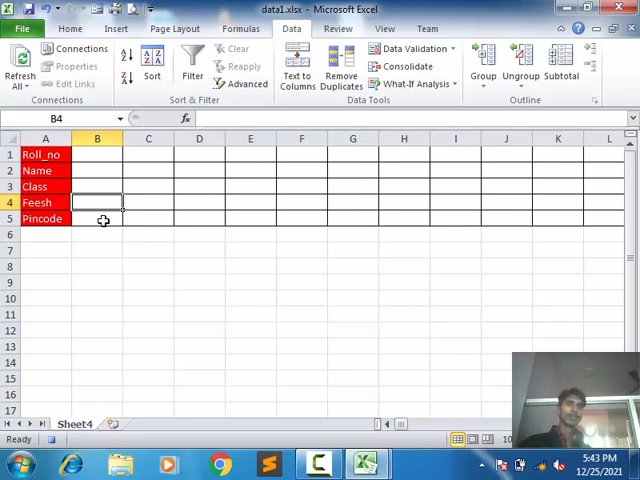 data1.xlsx - Microsoft Excel
File Home Insert Page Layout Formulas Data Review View Team
Refresh All Connections Properties Edit Links
Sort Filter Clear Reapply Advanced
Text to Columns Remove Duplicates Data Validation Consolidate What-If Analysis
Group Ungroup Subtotal
Connections Sort & Filter Data Tools Outline
B4 fx
A B C D E F G H I J K L
1 Roll_no
2 Name
3 Class
4 Feesh
5 Pincode
6
7
8
9
10
11
12
13
14
15
16
17
Sheet4
Ready 10
5:43 PM
12/25/2021